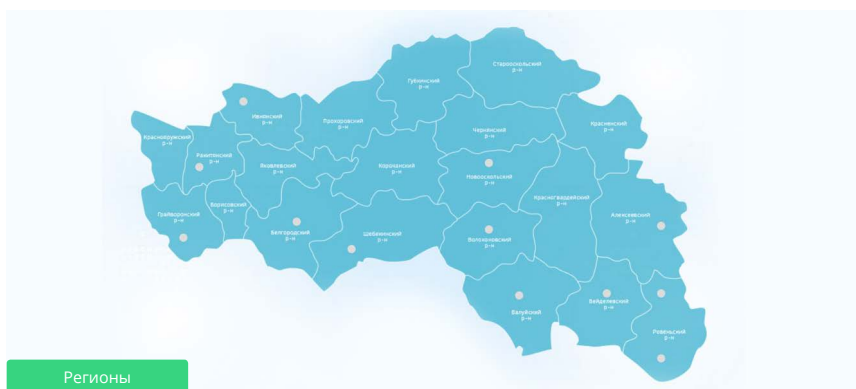 Старооскольский
р-н
Губкинский
р-н
Ивнянский
р-н
Прохоровский
р-н
Чернянский
р-н
Красненский
р-н
Краснояружский
р-н
Ракитянский
р-н
Яковлевский
р-н
Корочанский
р-н
Новооскольский
р-н
Красногвардейский
р-н
Борисовский
р-н
Грайворонский
р-н
Алексеевский
р-н
Белгородский
р-н
Шебекинский
р-н
Волоконовский
р-н
Вейделевский
р-н
Валуйский
р-н
Ровеньский
р-н
Регионы